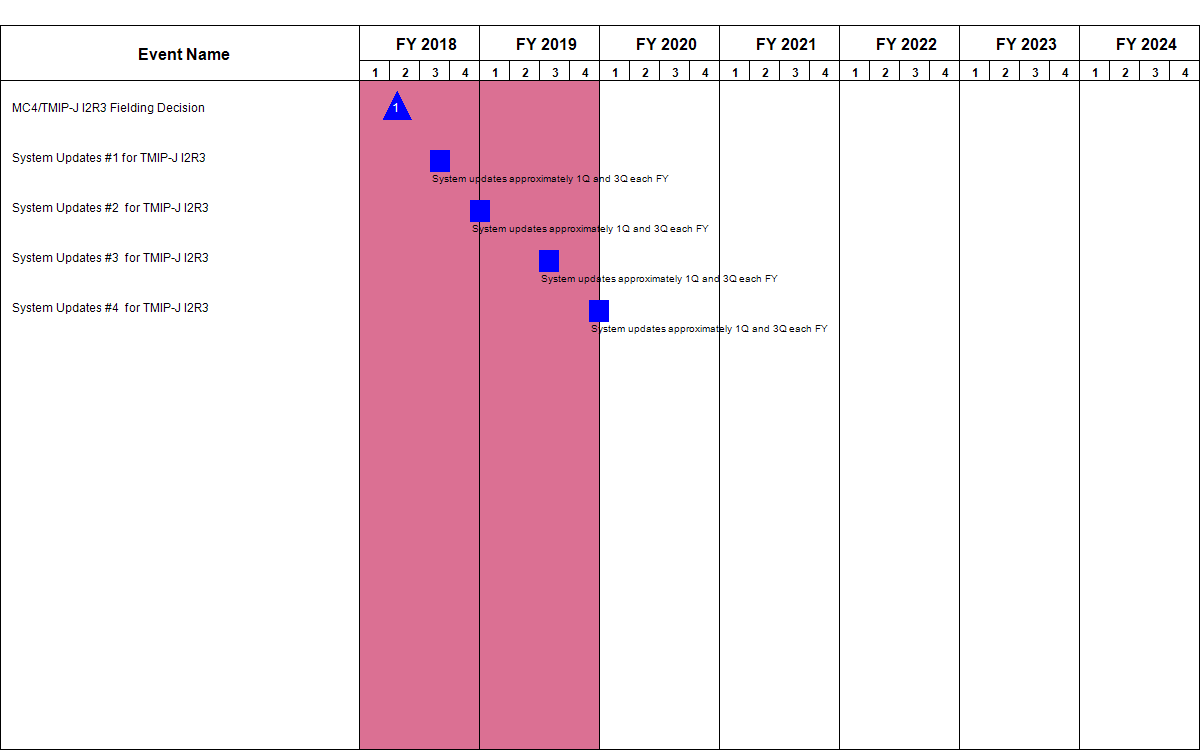 Event Name
FY 2018 FY 2019 FY 2020 FY 2021 FY 2022 FY 2023 FY 2024
1 2 3 4 1 2 3 4 1 2 3 4 1 2 3 4 1 2 3 4 1 2 3 4 1 2 3 4
MC4/TMIP-J I2R3 Fielding Decision
1
System Updates #1 for TMIP-J I2R3
System updates approximately 1Q and 3Q each FY
System Updates #2  for TMIP-J I2R3
System updates approximately 1Q and 3Q each FY
System Updates #3  for TMIP-J I2R3
System updates approximately 1Q and 3Q each FY
System Updates #4  for TMIP-J I2R3
System updates approximately 1Q and 3Q each FY